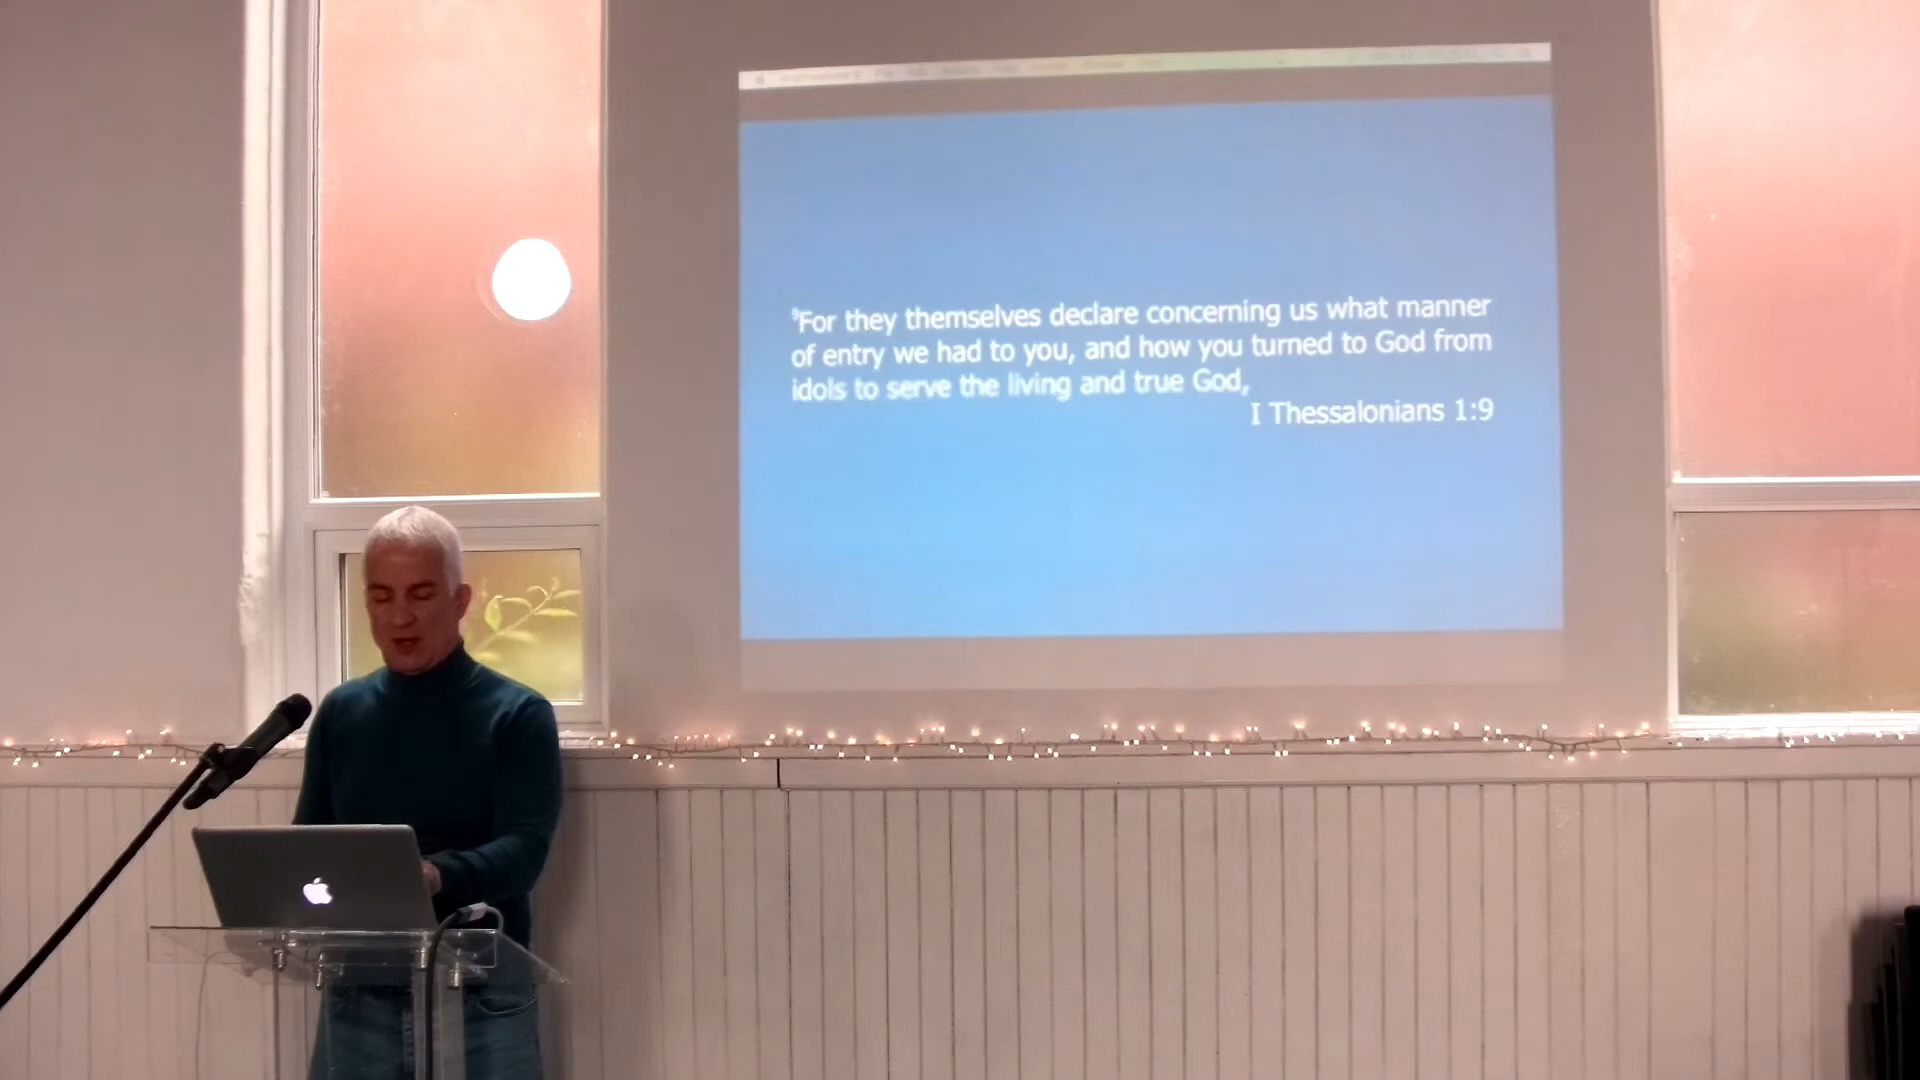 ⁹For they themselves declare concerning us what manner
of entry we had to you, and how you turned to God from
idols to serve the living and true God,
I Thessalonians 1:9